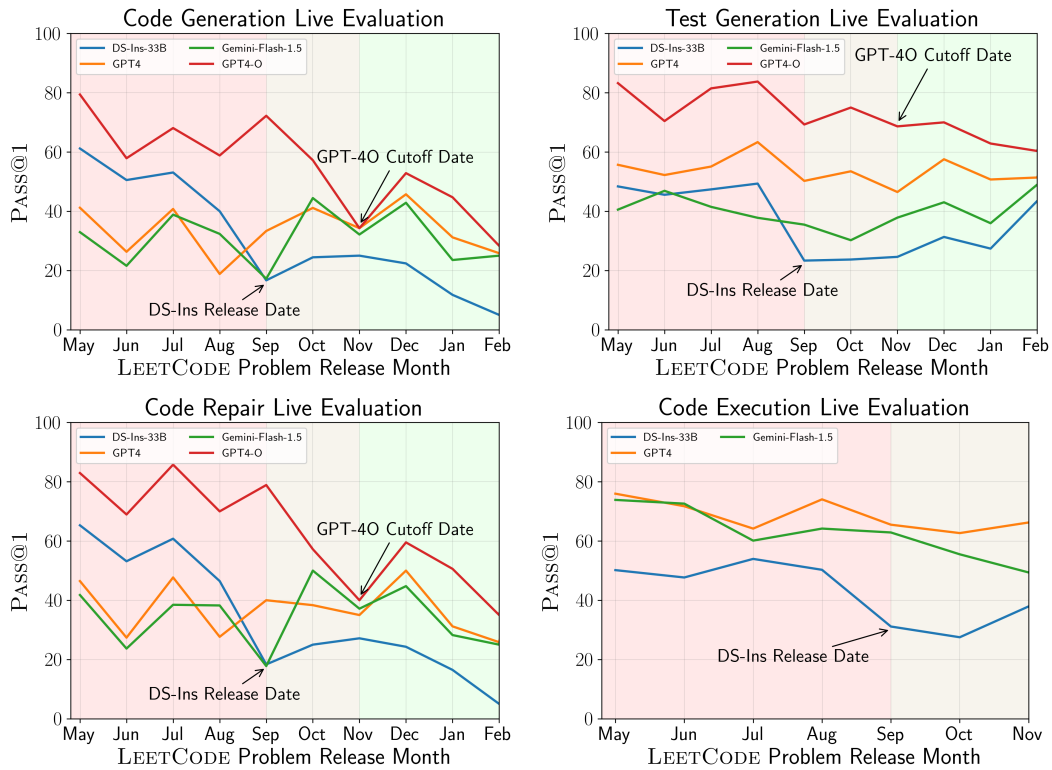 Code Generation Live Evaluation
100
80
60
40
20
0
PASS@1
DS-Ins-33B
GPT4
Gemini-Flash-1.5
GPT4-O
GPT-4O Cutoff Date
DS-Ins Release Date
May Jun Jul Aug Sep Oct Nov Dec Jan Feb
LEETCODE Problem Release Month
Test Generation Live Evaluation
100
80
60
40
20
0
PASS@1
DS-Ins-33B
GPT4
Gemini-Flash-1.5
GPT4-O
GPT-4O Cutoff Date
DS-Ins Release Date
May Jun Jul Aug Sep Oct Nov Dec Jan Feb
LEETCODE Problem Release Month
Code Repair Live Evaluation
100
80
60
40
20
0
PASS@1
DS-Ins-33B
GPT4
Gemini-Flash-1.5
GPT4-O
GPT-4O Cutoff Date
DS-Ins Release Date
May Jun Jul Aug Sep Oct Nov Dec Jan Feb
LEETCODE Problem Release Month
Code Execution Live Evaluation
100
80
60
40
20
0
PASS@1
DS-Ins-33B
GPT4
Gemini-Flash-1.5
DS-Ins Release Date
May Jun Jul Aug Sep Oct Nov
LEETCODE Problem Release Month